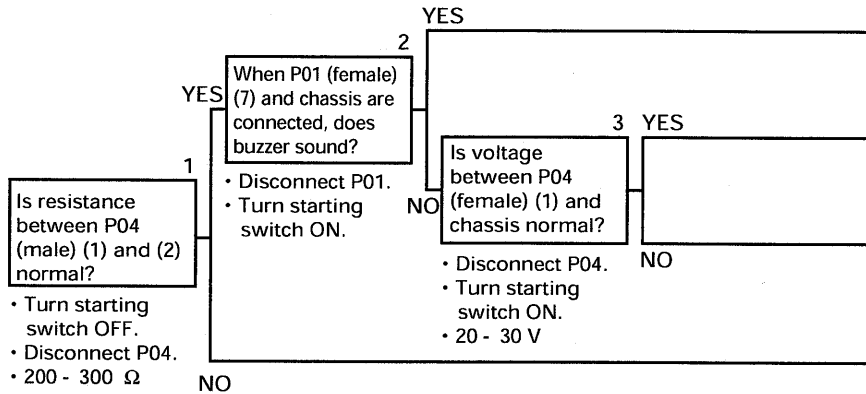 1
Is resistance
between P04
(male) (1) and (2)
normal?
• Turn starting
switch OFF.
• Disconnect P04.
• 200 - 300 Ω
YES
NO
2
When P01 (female)
(7) and chassis are
connected, does
buzzer sound?
• Disconnect P01.
• Turn starting
switch ON.
YES
NO
3
Is voltage
between P04
(female) (1) and
chassis normal?
• Disconnect P04.
• Turn starting
switch ON.
• 20 - 30 V
YES
NO